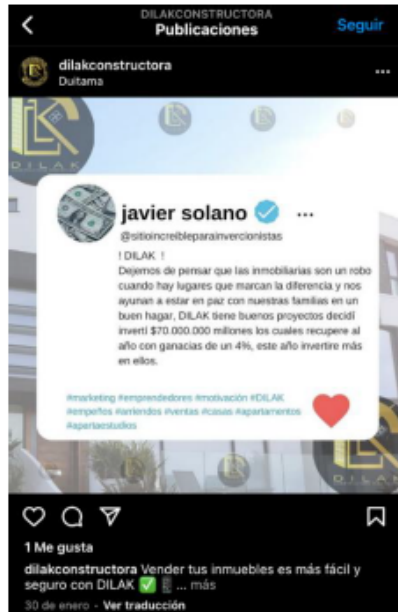 DILAKCONSTRUCTORA
Publicaciones
Seguir
dilakconstructora
Duitama
DILAK
javier solano
@sitioincreibleparainvercionistas
! DILAK !
Dejemos de pensar que las inmobiliarias son un robo
cuando hay lugares que marcan la diferencia y nos
ayunan a estar en paz con nuestras familias en un
buen hagar, DILAK tiene buenos proyectos decidí
invertí $70.000.000 millones los cuales recupere al
año con ganacias de un 4%, este año invertire más
en ellos.
#marketing #emprendedores #motivación #DILAK
#empeños #arriendos #ventas #casas #apartamentos
#apartaestudios
DILAK
1 Me gusta
dilakconstructora Vender tus inmuebles es más fácil y
seguro con DILAK ✅ ... más
30 de enero - Ver traducción